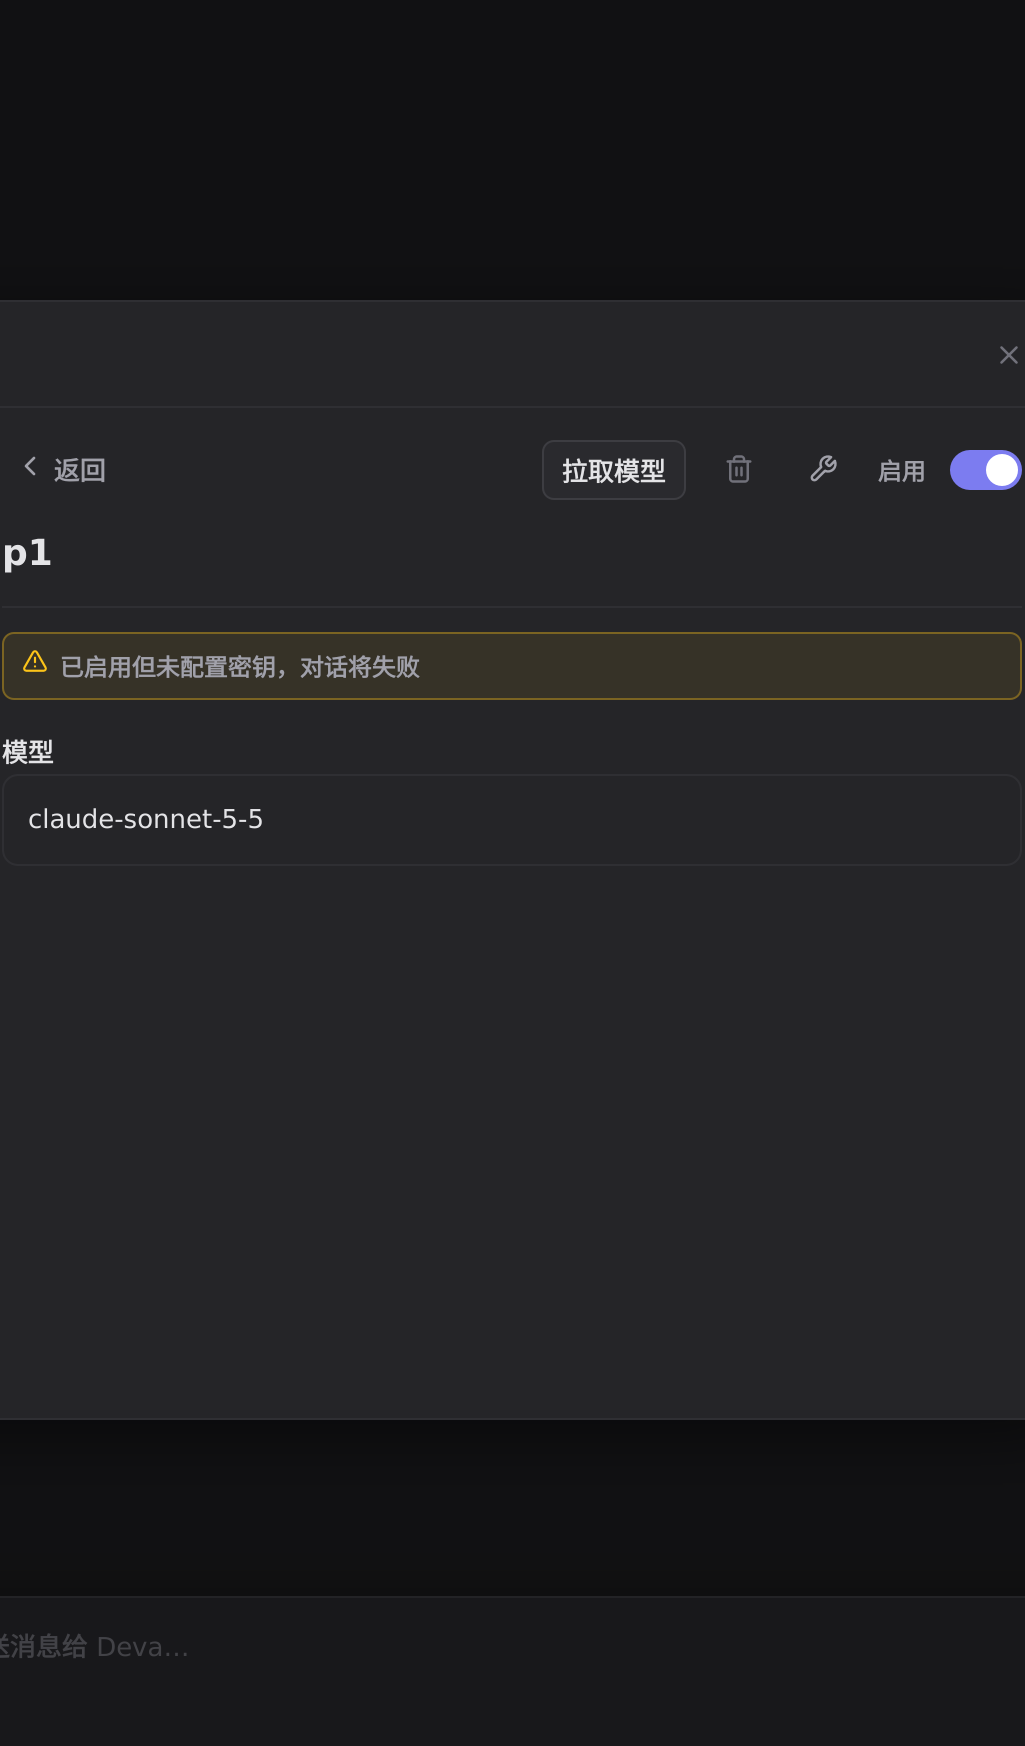 返回
拉取模型
启用
p1
已启用但未配置密钥，对话将失败
模型
claude-sonnet-5-5
送消息给 Deva...